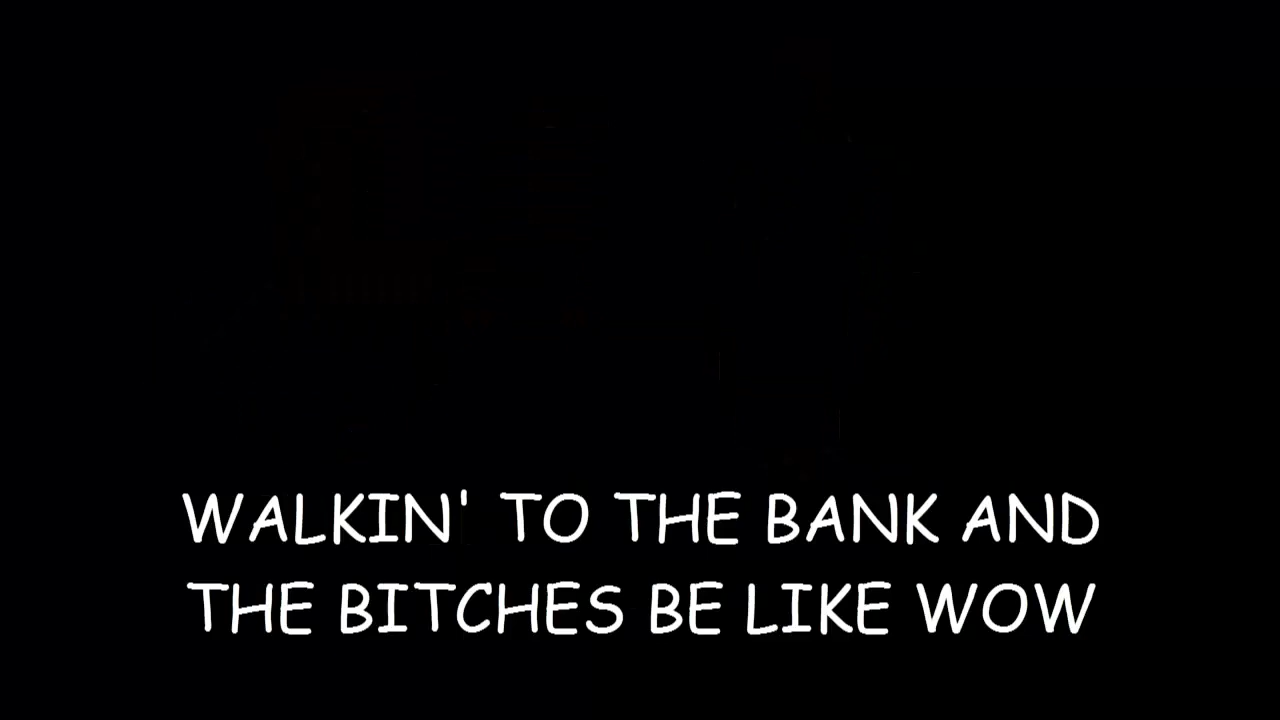 WALKIN' TO THE BANK AND
THE BITCHES BE LIKE WOW